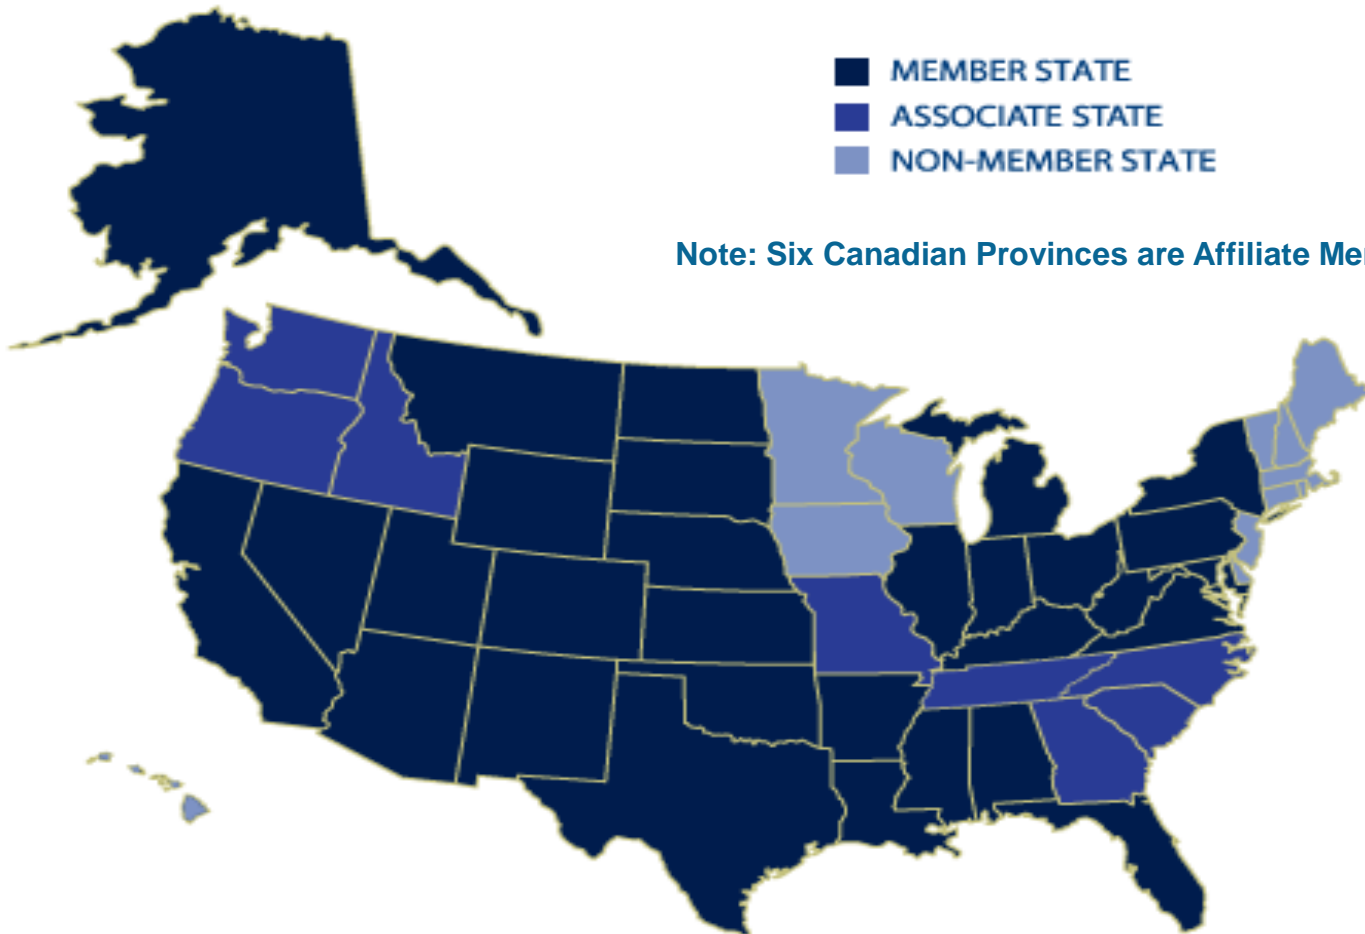 MEMBER STATE
ASSOCIATE STATE
NON-MEMBER STATE
Note: Six Canadian Provinces are Affiliate